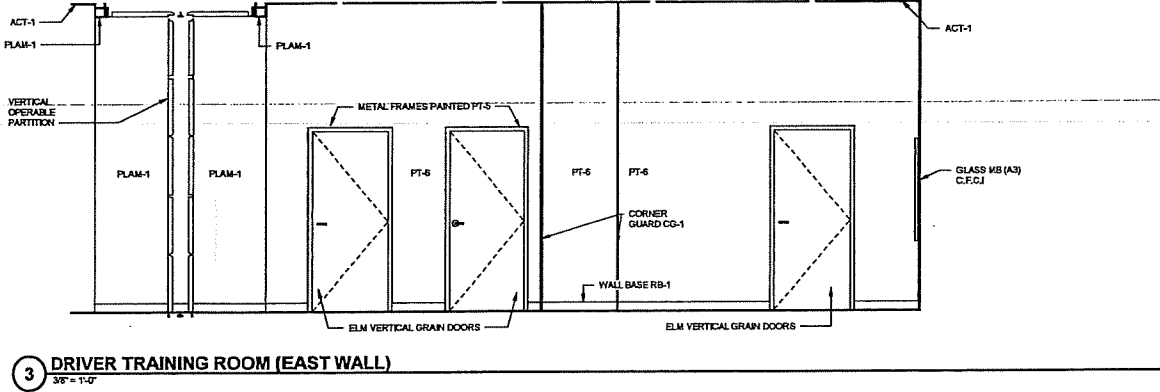 ACT-1
PLAM-1
PLAM-1
ACT-1
VERTICAL
OPERABLE
PARTITION
METAL FRAMES PAINTED PT-5
PLAM-1
PLAM-1
PT-6
PT-6
PT-6
GLASS MB (A3)
C.F.C.I
CORNER
GUARD CG-1
WALL BASE RB-1
ELM VERTICAL GRAIN DOORS
ELM VERTICAL GRAIN DOORS
3
DRIVER TRAINING ROOM (EAST WALL)
3/8" = 1'-0"